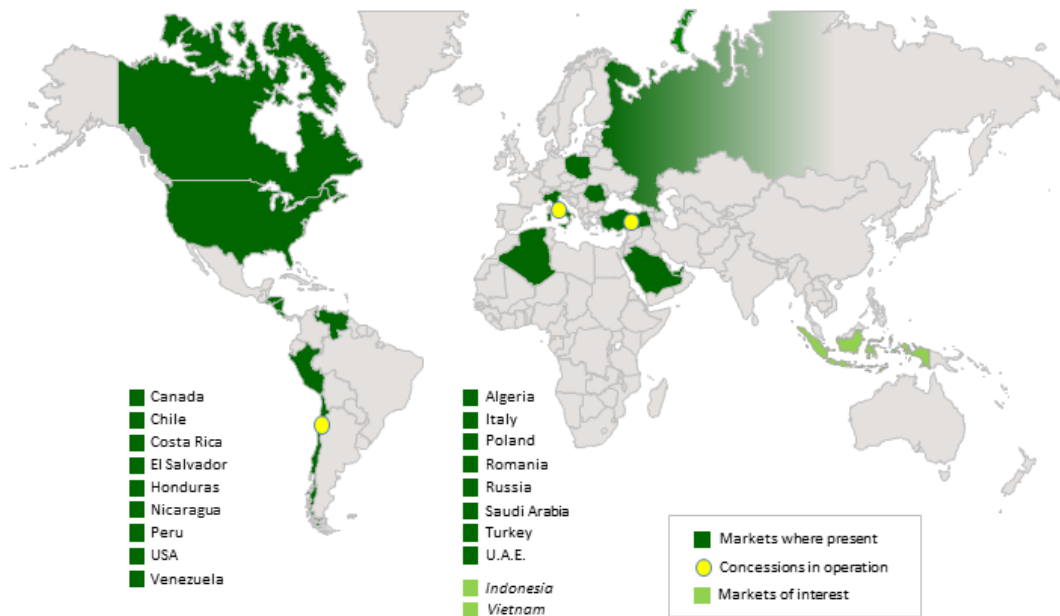 Canada
Chile
Costa Rica
El Salvador
Honduras
Nicaragua
Peru
USA
Venezuela
Algeria
Italy
Poland
Romania
Russia
Saudi Arabia
Turkey
U.A.E.
Indonesia
Vietnam
Markets where present
Concessions in operation
Markets of interest